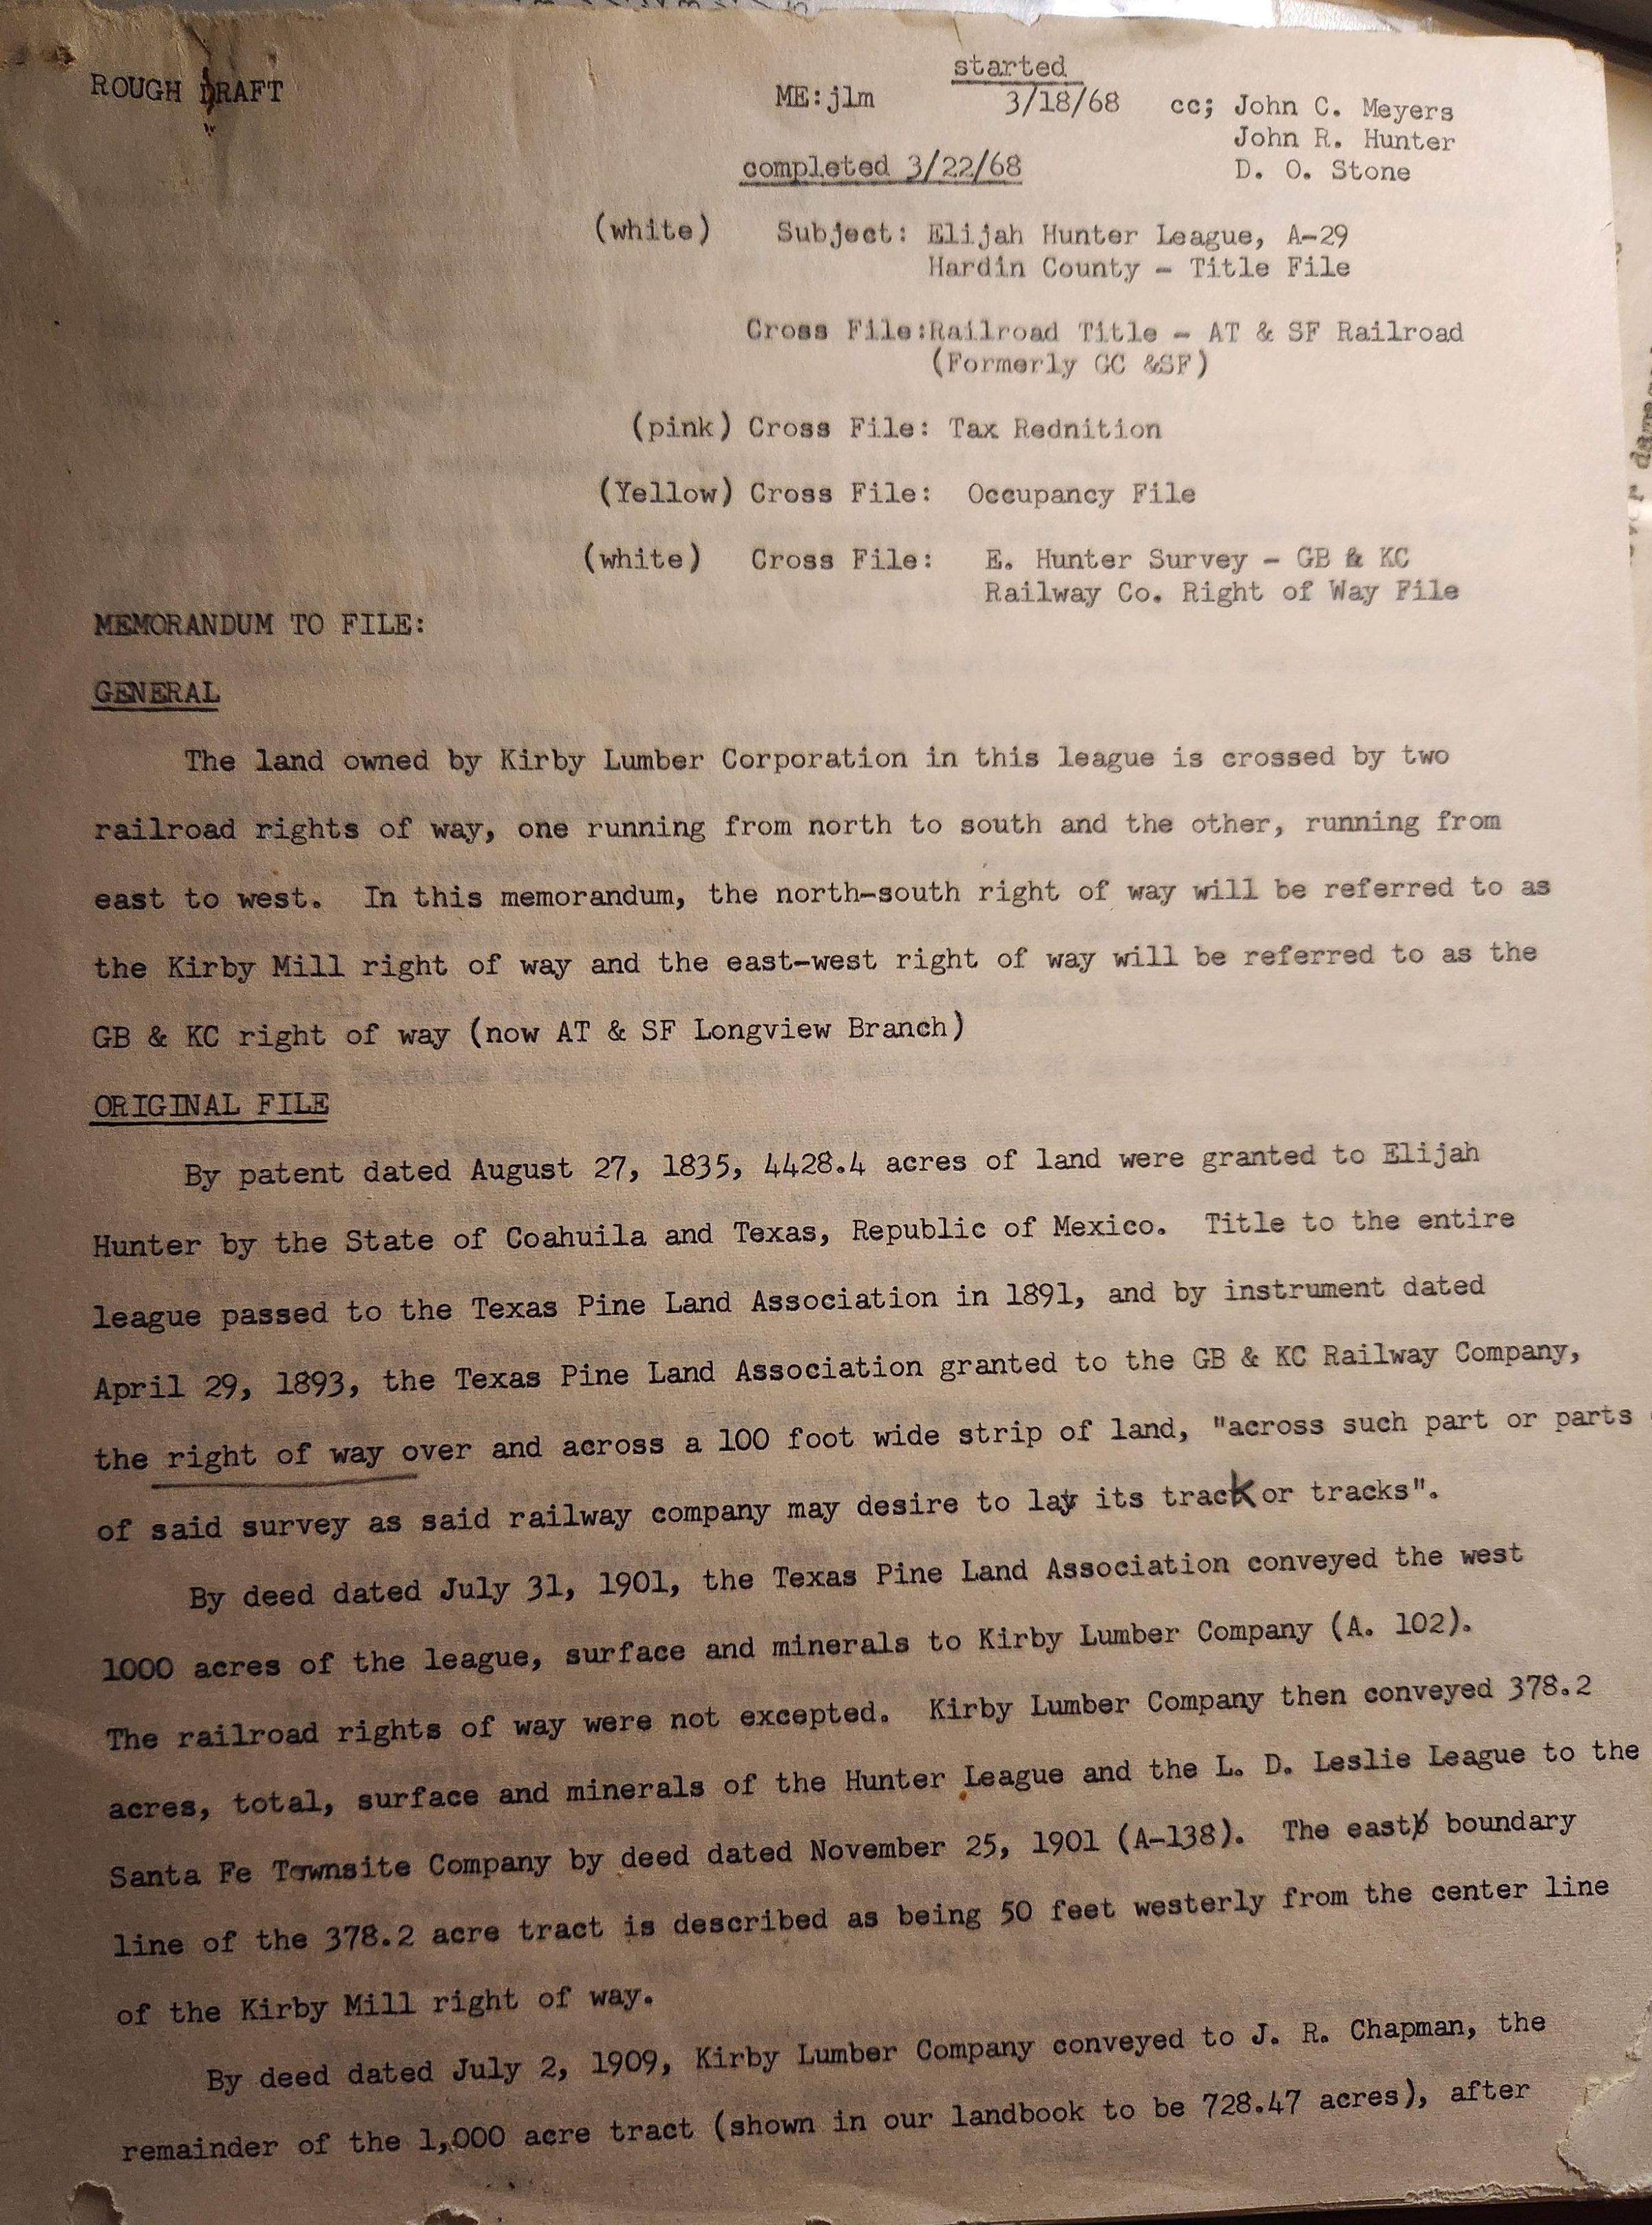 ROUGH DRAFT
started
ME:jlm 3/18/68 cc; John C. Meyers
John R. Hunter
completed 3/22/68 D. O. Stone
(white) Subject: Elijah Hunter League, A-29
Hardin County - Title File
Cross File:Railroad Title - AT & SF Railroad
(Formerly GC &SF)
(pink) Cross File: Tax Rednition
(Yellow) Cross File: Occupancy File
(white) Cross File: E. Hunter Survey - GB & KC
Railway Co. Right of Way File
MEMORANDUM TO FILE:
GENERAL
The land owned by Kirby Lumber Corporation in this league is crossed by two
railroad rights of way, one running from north to south and the other, running from
east to west. In this memorandum, the north-south right of way will be referred to as
the Kirby Mill right of way and the east-west right of way will be referred to as the
GB & KC right of way (now AT & SF Longview Branch)
ORIGINAL FILE
By patent dated August 27, 1835, 4428.4 acres of land were granted to Elijah
Hunter by the State of Coahuila and Texas, Republic of Mexico. Title to the entire
league passed to the Texas Pine Land Association in 1891, and by instrument dated
April 29, 1893, the Texas Pine Land Association granted to the GB & KC Railway Company,
the right of way over and across a 100 foot wide strip of land, "across such part or parts
of said survey as said railway company may desire to lay its track or tracks".
By deed dated July 31, 1901, the Texas Pine Land Association conveyed the west
1000 acres of the league, surface and minerals to Kirby Lumber Company (A. 102).
The railroad rights of way were not excepted. Kirby Lumber Company then conveyed 378.2
acres, total, surface and minerals of the Hunter League and the L. D. Leslie League to the
Santa Fe Townsite Company by deed dated November 25, 1901 (A-138). The east boundary
line of the 378.2 acre tract is described as being 50 feet westerly from the center line
of the Kirby Mill right of way.
By deed dated July 2, 1909, Kirby Lumber Company conveyed to J. R. Chapman, the
remainder of the 1,000 acre tract (shown in our landbook to be 728.47 acres), after